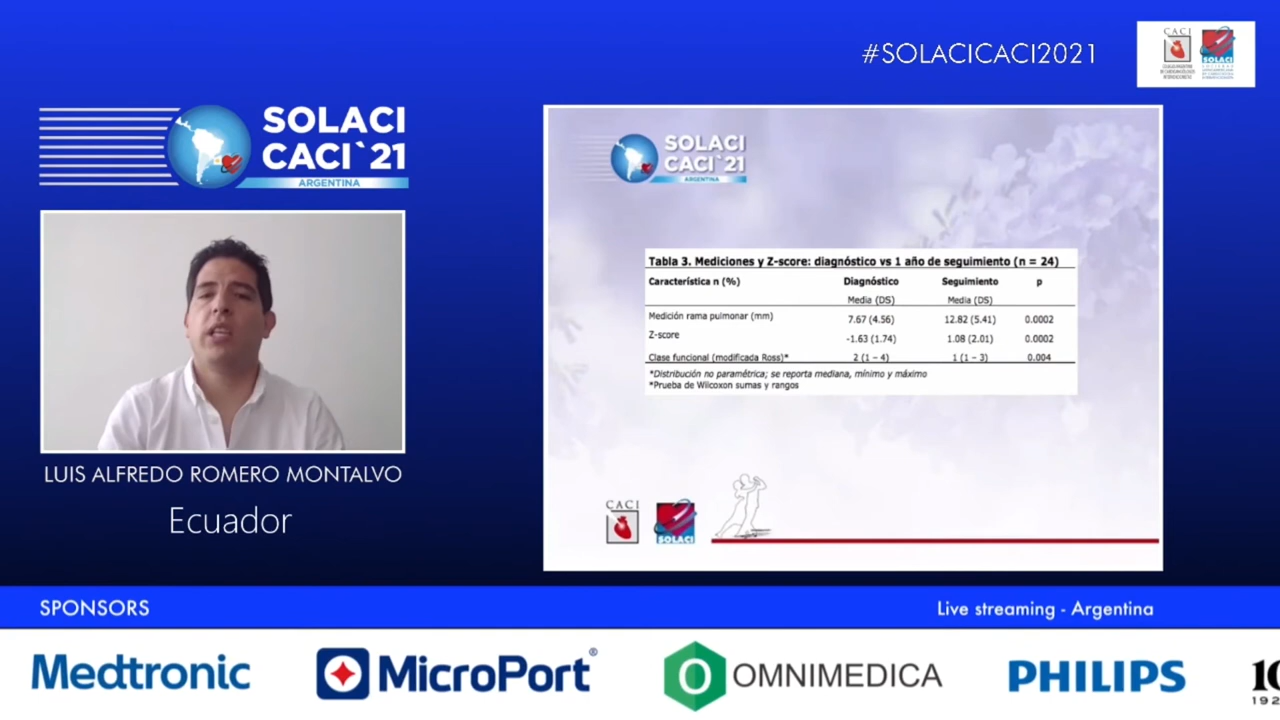 #SOLACICACI2021
CACI
SOLACI
SOLACI
CACI`21
ARGENTINA
SOLACI
CACI`21
ARGENTINA
Tabla 3. Mediciones y Z-score: diagnóstico vs 1 año de seguimiento (n = 24)
Característica n (%) Diagnóstico Seguimiento p
Media (DS) Media (DS)
Medición rama pulmonar (mm) 7.67 (4.56) 12.82 (5.41) 0.0002
Z-score -1.63 (1.74) 1.08 (2.01) 0.0002
Clase funcional (modificada Ross)* 2 (1 – 4) 1 (1 – 3) 0.004
*Distribución no paramétrica; se reporta mediana, mínimo y máximo
*Prueba de Wilcoxon sumas y rangos
LUIS ALFREDO ROMERO MONTALVO
Ecuador
CACI
SOLACI
SPONSORS
Live streaming - Argentina
Medtronic
MicroPort®
OMNIMEDICA
PHILIPS